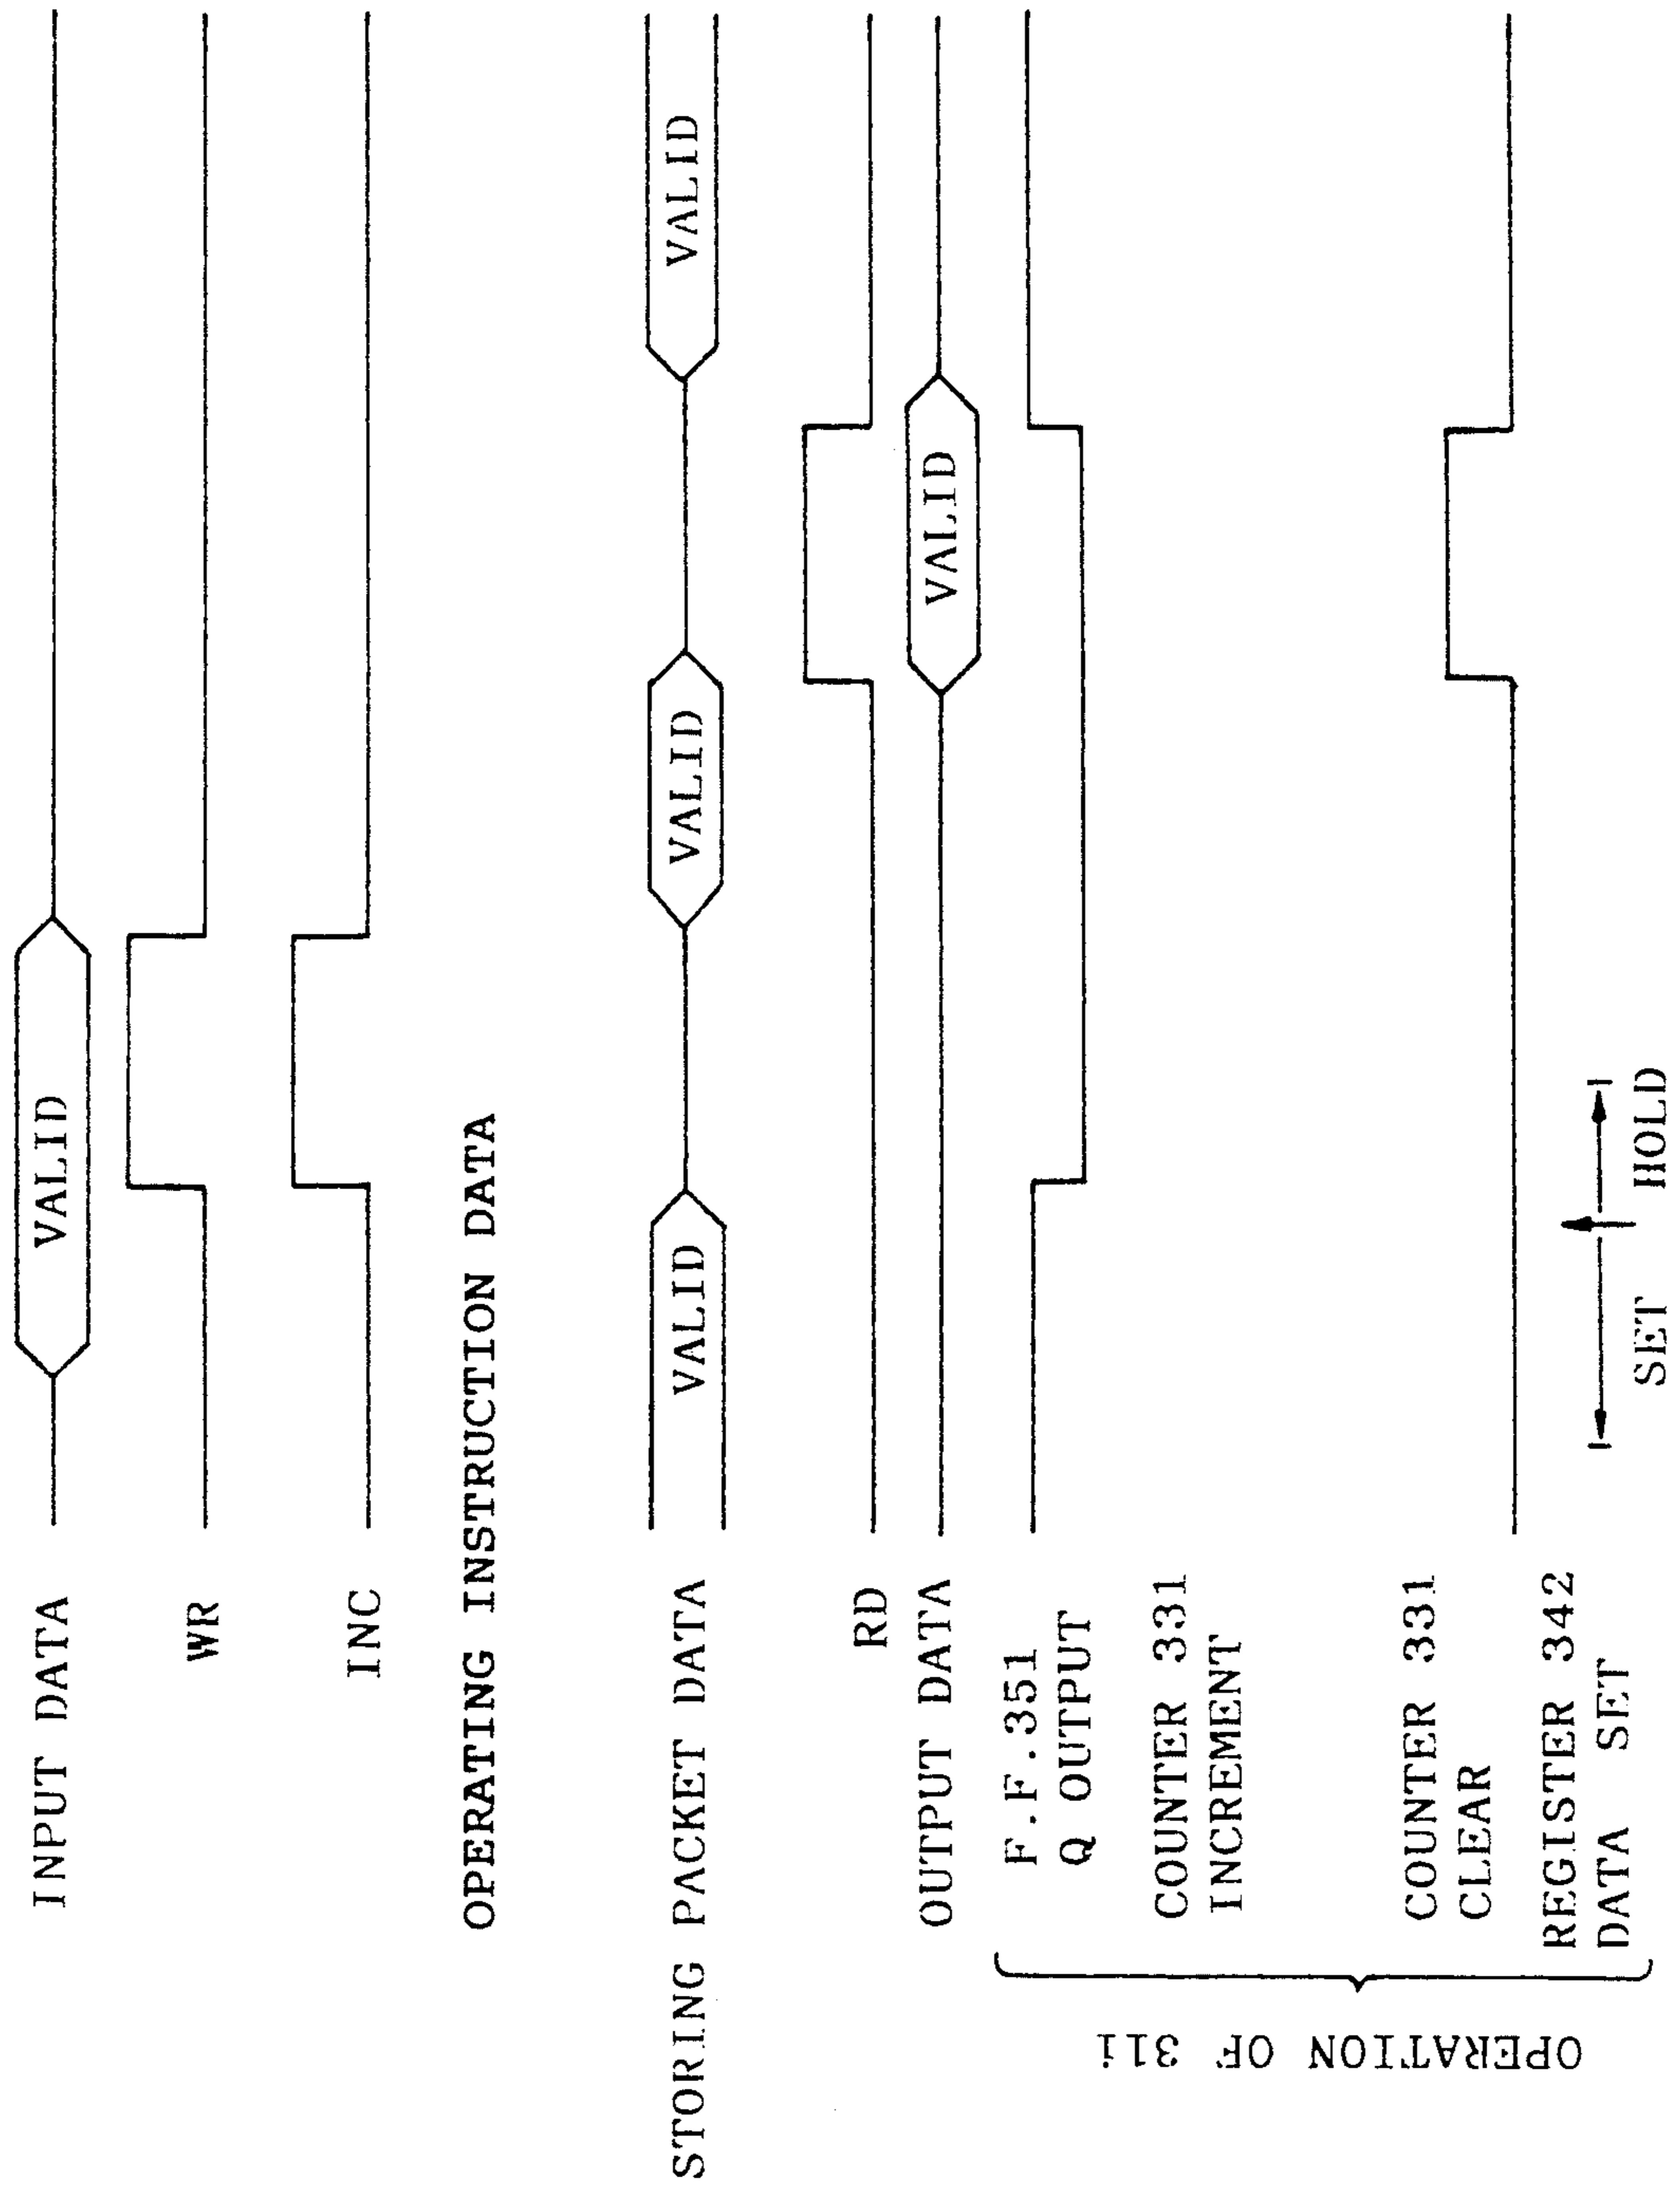 INPUT DATA
VALID
WR
INC
OPERATING INSTRUCTION DATA
STORING PACKET DATA
VALID
VALID
VALID
RD
OUTPUT DATA
VALID
F.F.351
Q OUTPUT
COUNTER 331
INCREMENT
COUNTER 331
CLEAR
REGISTER 342
DATA SET
SET
HOLD
OPERATION OF 31i